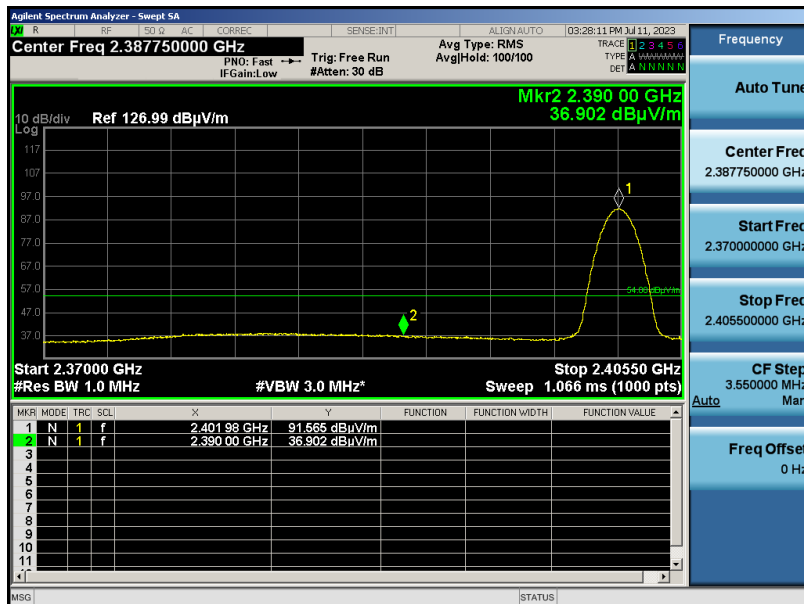 Agilent Spectrum Analyzer - Swept SA
LXI R RF 50 Ω AC CORREC SENSE:INT ALIGN AUTO 03:28:11 PM Jul 11, 2023
Center Freq 2.387750000 GHz
PNO: Fast
IFGain:Low
Trig: Free Run
#Atten: 30 dB
Avg Type: RMS
Avg|Hold: 100/100
TRACE 1 2 3 4 5 6
TYPE A WWWWW
DET A N N N N N
Mkr2 2.390 00 GHz
36.902 dBµV/m
10 dB/div Ref 126.99 dBµV/m
Log
117
107
97.0
87.0
77.0
67.0
57.0
47.0
37.0
1
2
54.00 dBµV/m
Start 2.37000 GHz Stop 2.40550 GHz
#Res BW 1.0 MHz #VBW 3.0 MHz* Sweep 1.066 ms (1000 pts)
MKR MODE TRC SCL X Y FUNCTION FUNCTION WIDTH FUNCTION VALUE
1 N 1 f 2.401 98 GHz 91.565 dBµV/m
2 N 1 f 2.390 00 GHz 36.902 dBµV/m
3
4
5
6
7
8
9
10
11
MSG STATUS
Frequency
Auto Tune
Center Freq
2.387750000 GHz
Start Freq
2.370000000 GHz
Stop Freq
2.405500000 GHz
CF Step
3.550000 MHz
Auto Man
Freq Offset
0 Hz